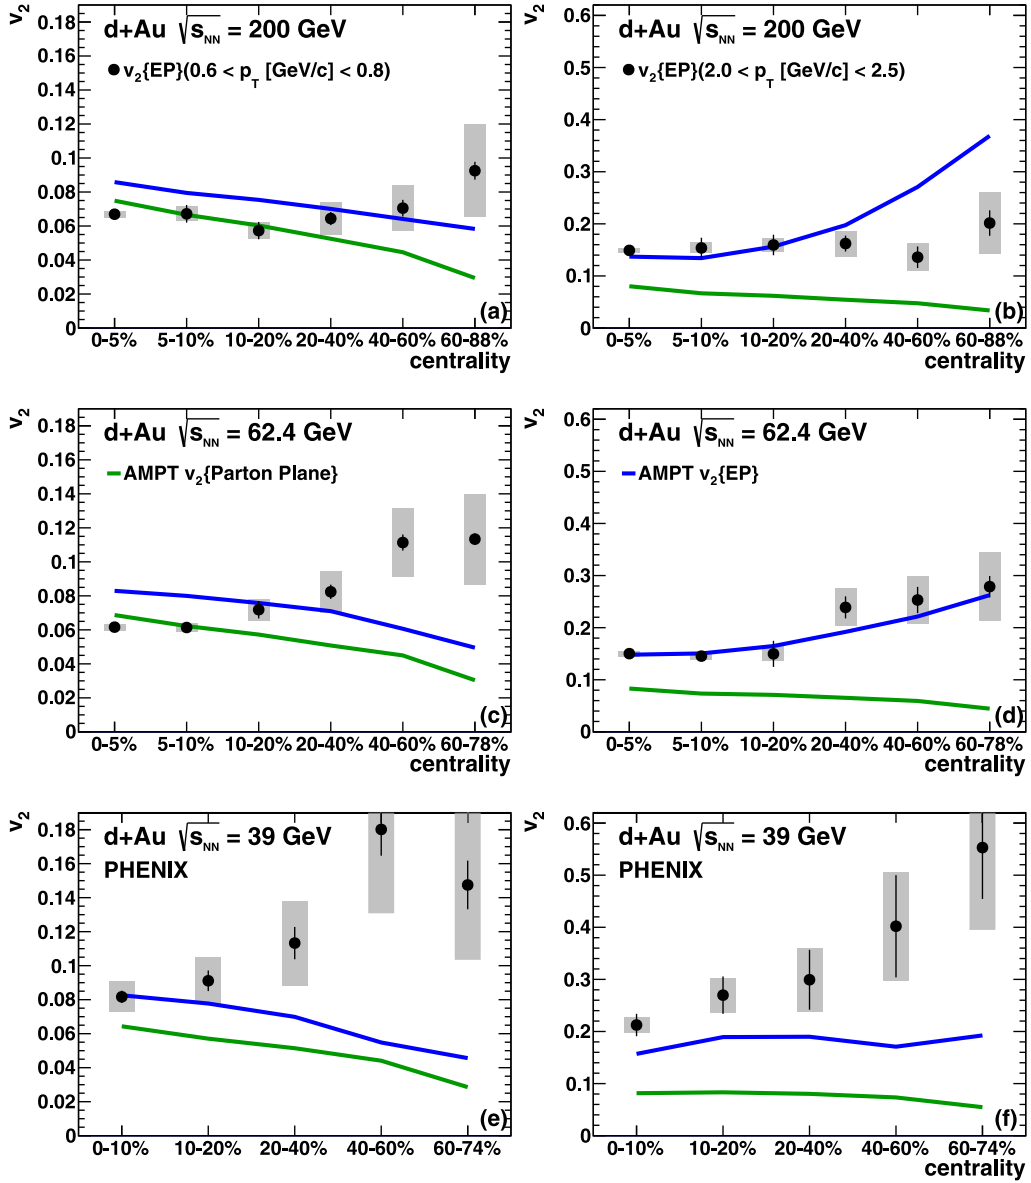 v2
d+Au √sNN = 200 GeV
v2{EP}(0.6 < pT [GeV/c] < 0.8)
0.18
0.16
0.14
0.12
0.1
0.08
0.06
0.04
0.02
0
(a)
0-5% 5-10% 10-20% 20-40% 40-60% 60-88%
centrality
v2
d+Au √sNN = 200 GeV
v2{EP}(2.0 < pT [GeV/c] < 2.5)
0.6
0.5
0.4
0.3
0.2
0.1
0
(b)
0-5% 5-10% 10-20% 20-40% 40-60% 60-88%
centrality
v2
d+Au √sNN = 62.4 GeV
AMPT v2{Parton Plane}
0.18
0.16
0.14
0.12
0.1
0.08
0.06
0.04
0.02
0
(c)
0-5% 5-10% 10-20% 20-40% 40-60% 60-78%
centrality
v2
d+Au √sNN = 62.4 GeV
AMPT v2{EP}
0.6
0.5
0.4
0.3
0.2
0.1
0
(d)
0-5% 5-10% 10-20% 20-40% 40-60% 60-78%
centrality
v2
d+Au √sNN = 39 GeV
PHENIX
0.18
0.16
0.14
0.12
0.1
0.08
0.06
0.04
0.02
0
(e)
0-10% 10-20% 20-40% 40-60% 60-74%
centrality
v2
d+Au √sNN = 39 GeV
PHENIX
0.6
0.5
0.4
0.3
0.2
0.1
0
(f)
0-10% 10-20% 20-40% 40-60% 60-74%
centrality